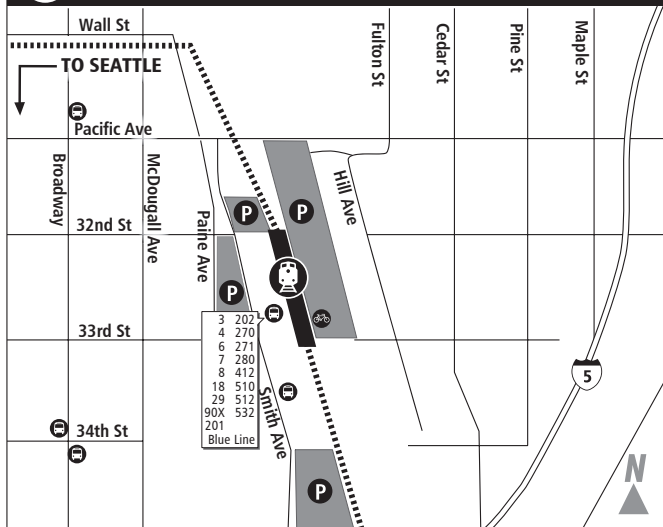 Wall St
TO SEATTLE
Fulton St
Cedar St
Pine St
Maple St
Pacific Ave
Broadway
McDougall Ave
Paine Ave
Hill Ave
P
P
32nd St
P
33rd St
3 202
4 270
6 271
7 280
8 412
18 510
29 512
90X 532
201
Blue Line
Smith Ave
5
34th St
P
N